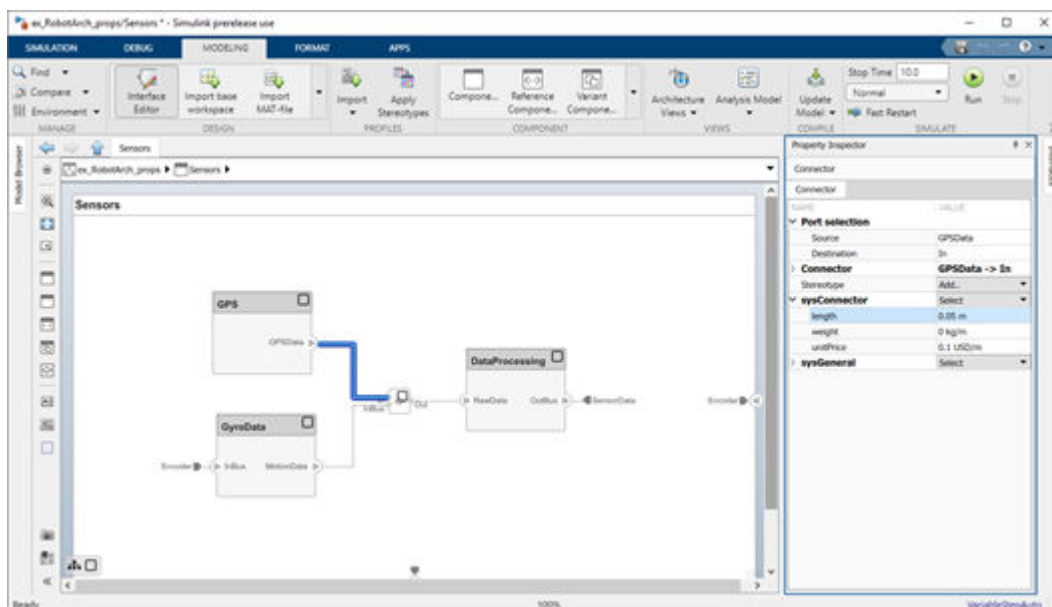 ex_RobotArch_props/Sensors * - Simulink prerelease use
SIMULATION DEBUG MODELING FORMAT APPS
Find
Compare
Environment
MANAGE
Interface Editor
Import base workspace
Import MAT-file
DESIGN
Import
Apply Stereotypes
PROFILES
Compone...
Reference Compone...
Variant Compone...
COMPONENT
Architecture Views
Analysis Model
VIEWS
Update Model
COMPILE
Stop Time 10.0
Normal
Fast Restart
Run
Stop
SIMULATE
Model Browser
Sensors
ex_RobotArch_props Sensors
Sensors
GPS
GPSData
InBus
Out
DataProcessing
RawData OutBus SensorData
Encoder
GyroData
Encoder InBus MotionData
Property Inspector
Connector
Connector
NAME VALUE
Port selection
Source GPSData
Destination In
Connector GPSData -> In
Stereotype Add..
sysConnector Select
length 0.05 m
weight 0 kg/m
unitPrice 0.1 USD/m
sysGeneral Select
Ready 100% VariableStepAuto